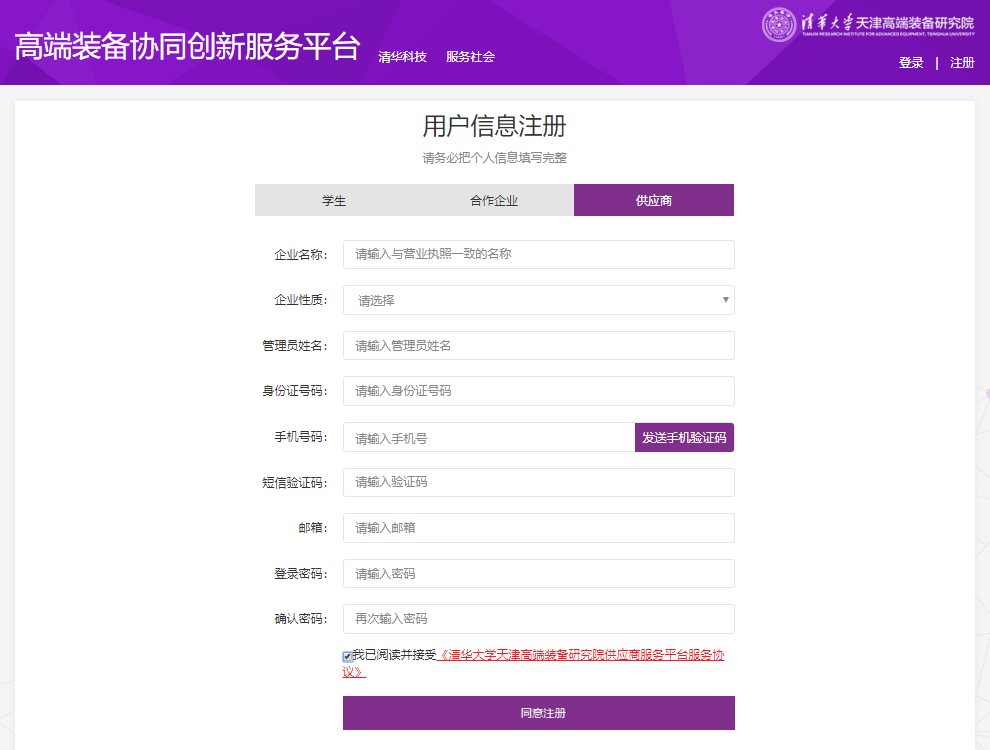 高端装备协同创新服务平台 清华科技 服务社会
清华大学天津高端装备研究院
TIANJIN RESEARCH INSTITUTE FOR ADVANCED EQUIPMENT, TSINGHUA UNIVERSITY
登录 | 注册
用户信息注册
请务必把个人信息填写完整
学生 合作企业 供应商
企业名称: 请输入与营业执照一致的名称
企业性质: 请选择
管理员姓名: 请输入管理员姓名
身份证号码: 请输入身份证号码
手机号码: 请输入手机号 发送手机验证码
短信验证码: 请输入验证码
邮箱: 请输入邮箱
登录密码: 请输入密码
确认密码: 再次输入密码
我已阅读并接受《清华大学天津高端装备研究院供应商服务平台服务协
议》
同意注册